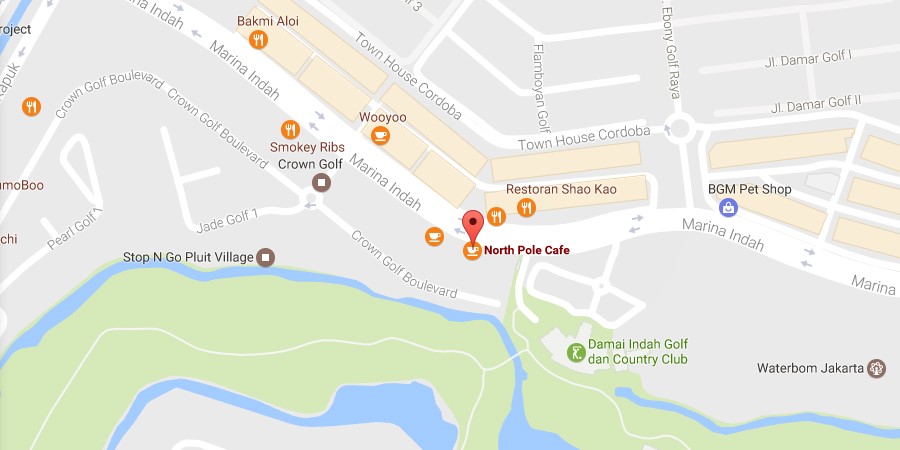 Marina Indah
Bakmi Aloi
Marina Indah
Town House Cordoba
Flamboyan Golf
Ebony Golf Raya
Jl. Damar Golf I
Jl. Damar Golf II
Crown Golf Boulevard
Crown Golf Boulevard
Wooyoo
Smokey Ribs
Crown Golf
Town House Cordoba
Marina Indah
Restoran Shao Kao
BGM Pet Shop
Pearl Golf 1
Jade Golf 1
Marina Indah
North Pole Cafe
Stop N Go Pluit Village
Crown Golf Boulevard
Marina
Damai Indah Golf
dan Country Club
Waterbom Jakarta